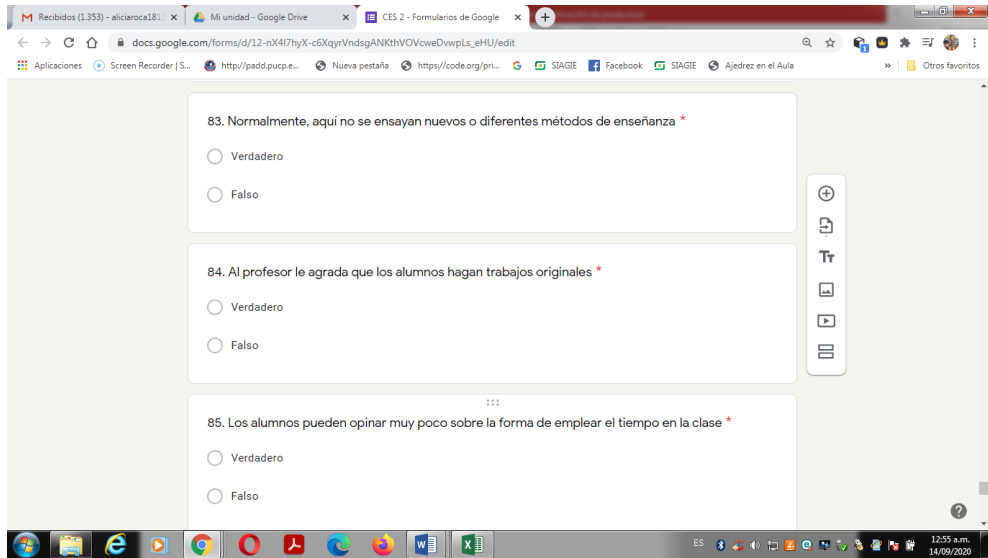 Recibidos (1.353) - aliciaroca181
Mi unidad - Google Drive
CES 2 - Formularios de Google
docs.google.com/forms/d/12-nX4I7hyX-c6XqyrVndsgANKthVOVcweDvwpLs_eHU/edit
Aplicaciones
Screen Recorder | S...
http://padd.pucp.e...
Nueva pestaña
https://code.org/pri...
SIAGIE
Facebook
SIAGIE
Ajedrez en el Aula
»
Otros favoritos
83. Normalmente, aquí no se ensayan nuevos o diferentes métodos de enseñanza *
Verdadero
Falso
84. Al profesor le agrada que los alumnos hagan trabajos originales *
Verdadero
Falso
85. Los alumnos pueden opinar muy poco sobre la forma de emplear el tiempo en la clase *
Verdadero
Falso
Tт
ES
12:55 a.m.
14/09/2020